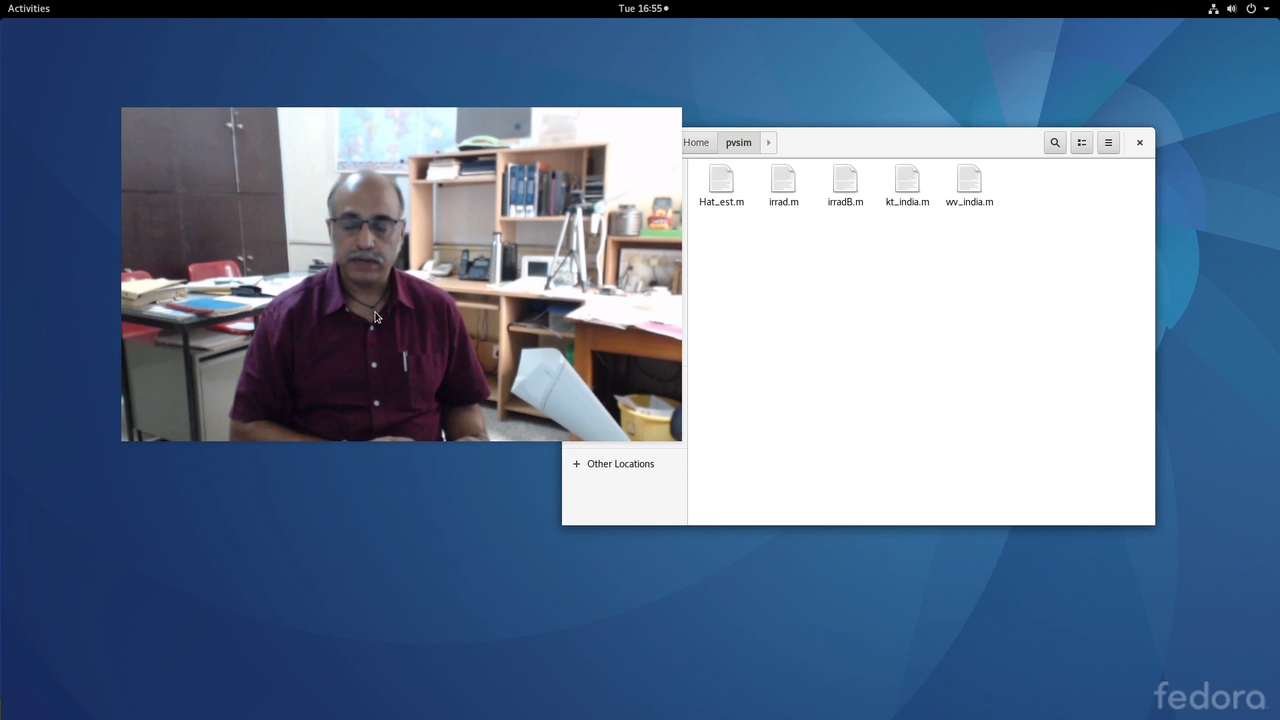 Activities
Tue 16:55
Home
pvsim
Hat_est.m
irrad.m
irradB.m
kt_india.m
wv_india.m
Other Locations
fedora